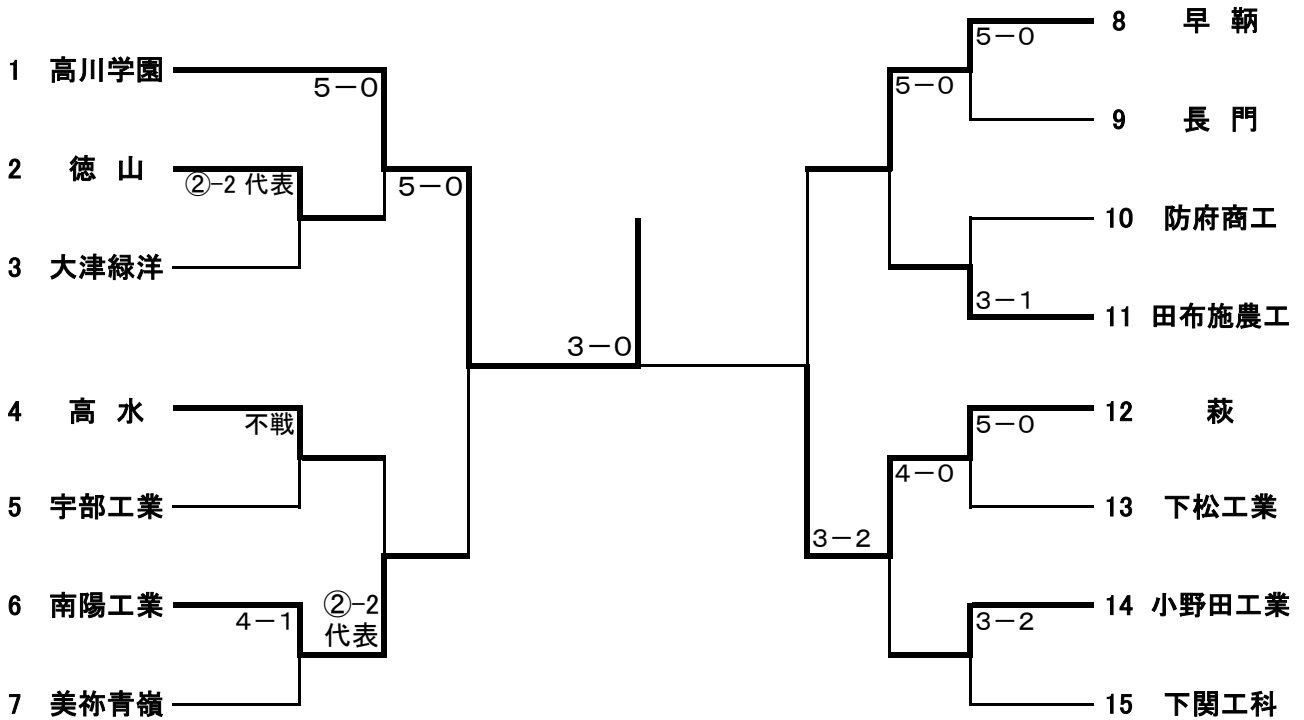 1 高川学園
5－0
2 徳 山
②-2 代表
5－0
3 大津緑洋
3－0
4 高 水
不戦
5 宇部工業
6 南陽工業
4－1
②-2
代表
7 美祢青嶺
8 早 鞆
5－0
5－0
9 長 門
10 防府商工
3－1
11 田布施農工
12 萩
5－0
4－0
13 下松工業
3－2
14 小野田工業
3－2
15 下関工科